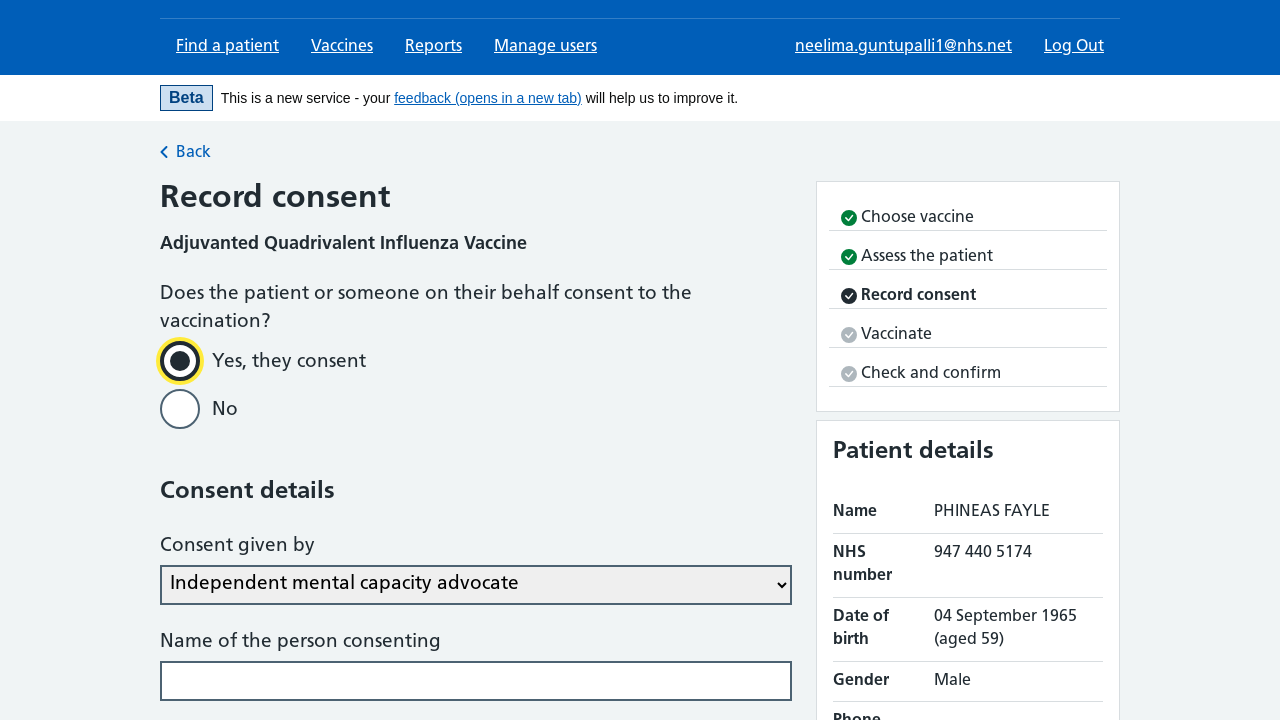 Find a patient
Vaccines
Reports
Manage users
neelima.guntupalli1@nhs.net
Log Out
Beta
This is a new service - your feedback (opens in a new tab) will help us to improve it.
Back
Record consent
Adjuvanted Quadrivalent Influenza Vaccine
Does the patient or someone on their behalf consent to the
vaccination?
Yes, they consent
No
Consent details
Consent given by
Independent mental capacity advocate
Name of the person consenting
Choose vaccine
Assess the patient
Record consent
Vaccinate
Check and confirm
Patient details
Name PHINEAS FAYLE
NHS 947 440 5174
number
Date of 04 September 1965
birth (aged 59)
Gender Male
Phone